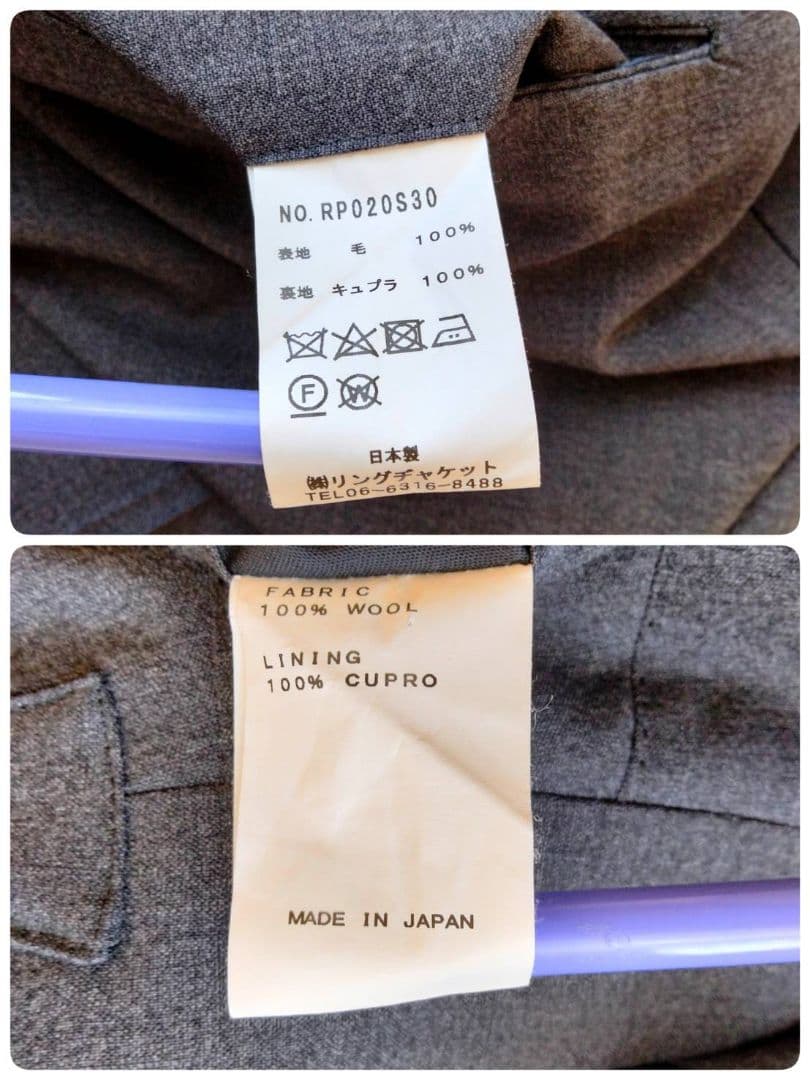 NO. RP020S30
表地 毛 100%
裏地 キュプラ 100%
F W
日本製
㈱リングヂャケット
TEL06-6316-8488
FABRIC
100% WOOL
LINING
100% CUPRO
MADE IN JAPAN